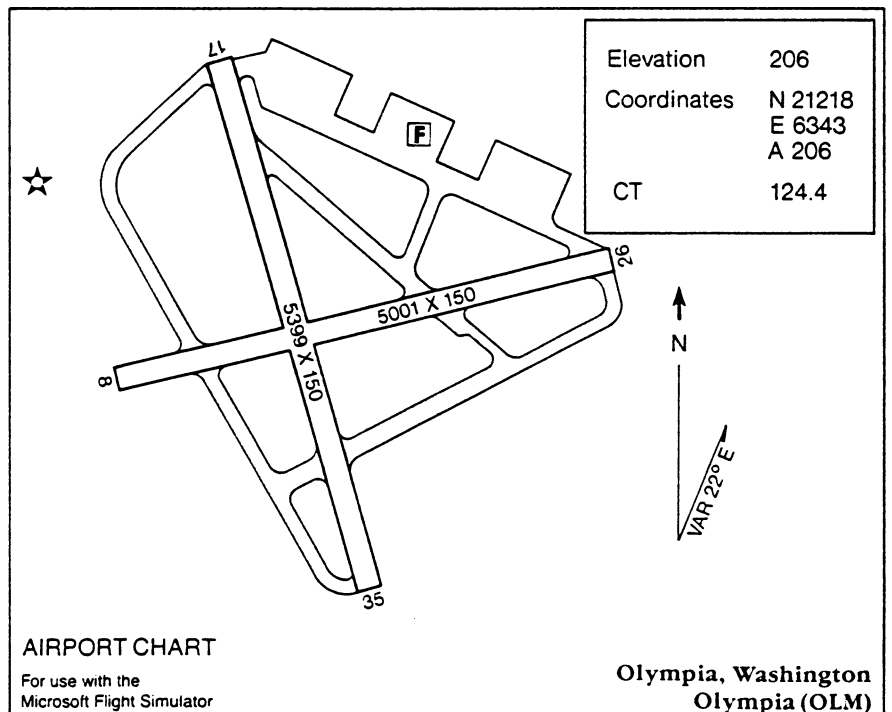 17
Elevation 206
Coordinates N 21218
E 6343
A 206
CT 124.4
F
26
5001 X 150
5399 X 150
8
N
VAR 22° E
35
AIRPORT CHART
For use with the
Microsoft Flight Simulator
Olympia, Washington
Olympia (OLM)